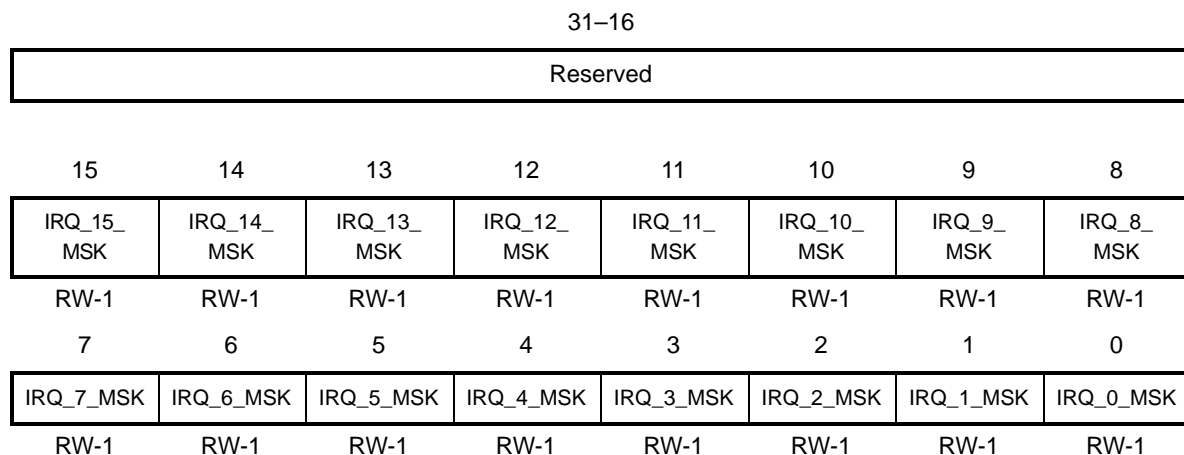 31–16
Reserved
15 14 13 12 11 10 9 8
IRQ_15_ IRQ_14_ IRQ_13_ IRQ_12_ IRQ_11_ IRQ_10_ IRQ_9_ IRQ_8_
MSK MSK MSK MSK MSK MSK MSK MSK
RW-1 RW-1 RW-1 RW-1 RW-1 RW-1 RW-1 RW-1
7 6 5 4 3 2 1 0
IRQ_7_MSK IRQ_6_MSK IRQ_5_MSK IRQ_4_MSK IRQ_3_MSK IRQ_2_MSK IRQ_1_MSK IRQ_0_MSK
RW-1 RW-1 RW-1 RW-1 RW-1 RW-1 RW-1 RW-1